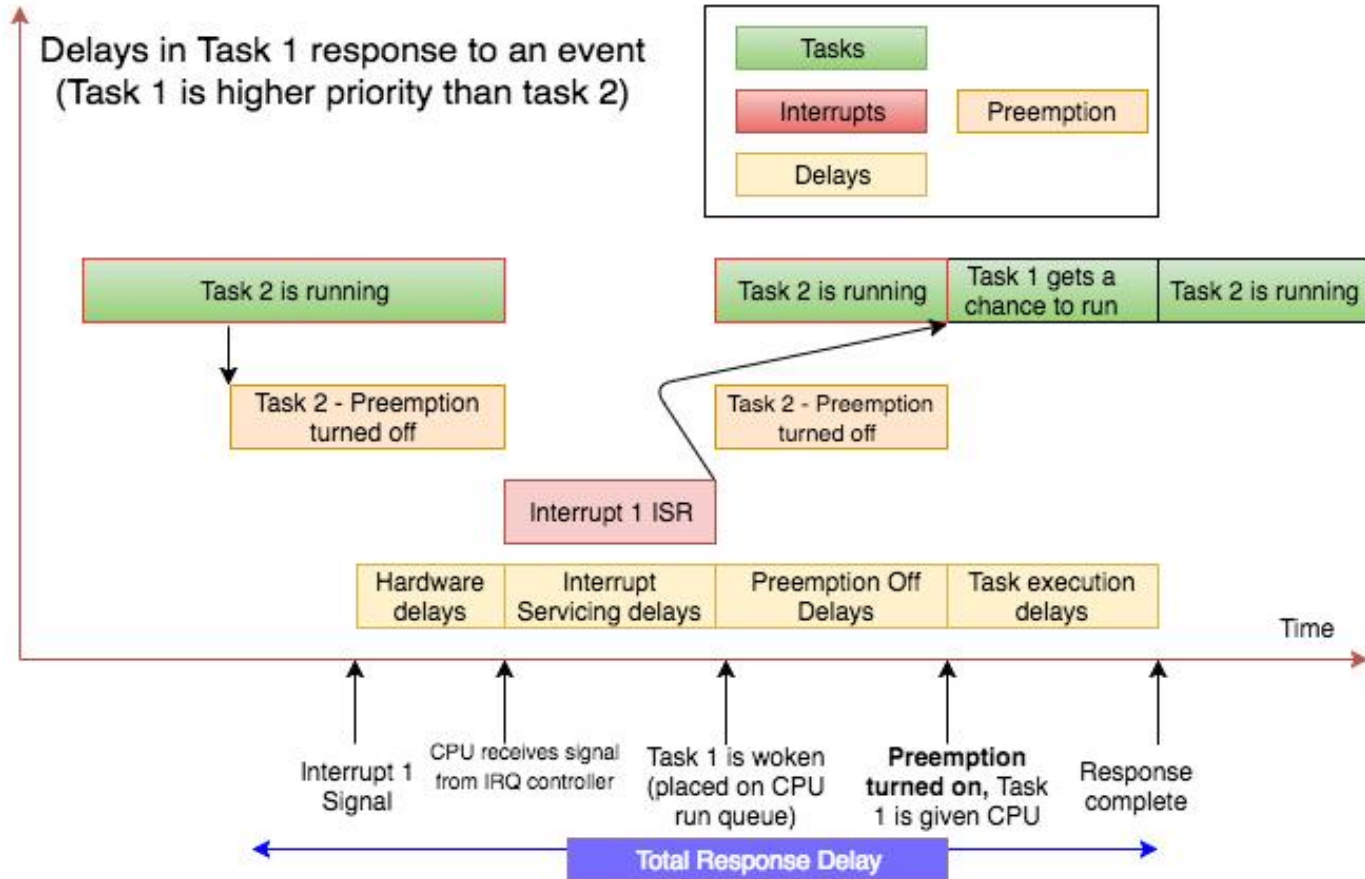 Delays in Task 1 response to an event
(Task 1 is higher priority than task 2)
Tasks
Interrupts
Preemption
Delays
Task 2 is running
Task 2 is running
Task 1 gets a
chance to run
Task 2 is running
Task 2 - Preemption
turned off
Task 2 - Preemption
turned off
Interrupt 1 ISR
Hardware
delays
Interrupt
Servicing delays
Preemption Off
Delays
Task execution
delays
Time
Interrupt 1
Signal
CPU receives signal
from IRQ controller
Task 1 is woken
(placed on CPU
run queue)
Preemption
turned on, Task
1 is given CPU
Response
complete
Total Response Delay